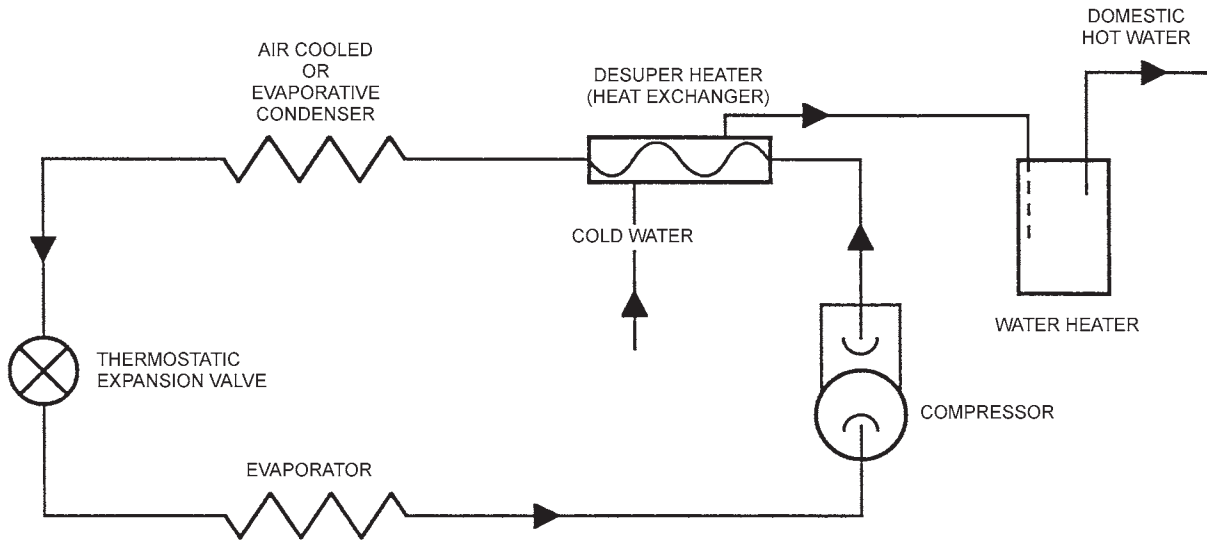 DOMESTIC
HOT WATER
AIR COOLED
OR
EVAPORATIVE
CONDENSER
DESUPER HEATER
(HEAT EXCHANGER)
COLD WATER
WATER HEATER
THERMOSTATIC
EXPANSION VALVE
COMPRESSOR
EVAPORATOR